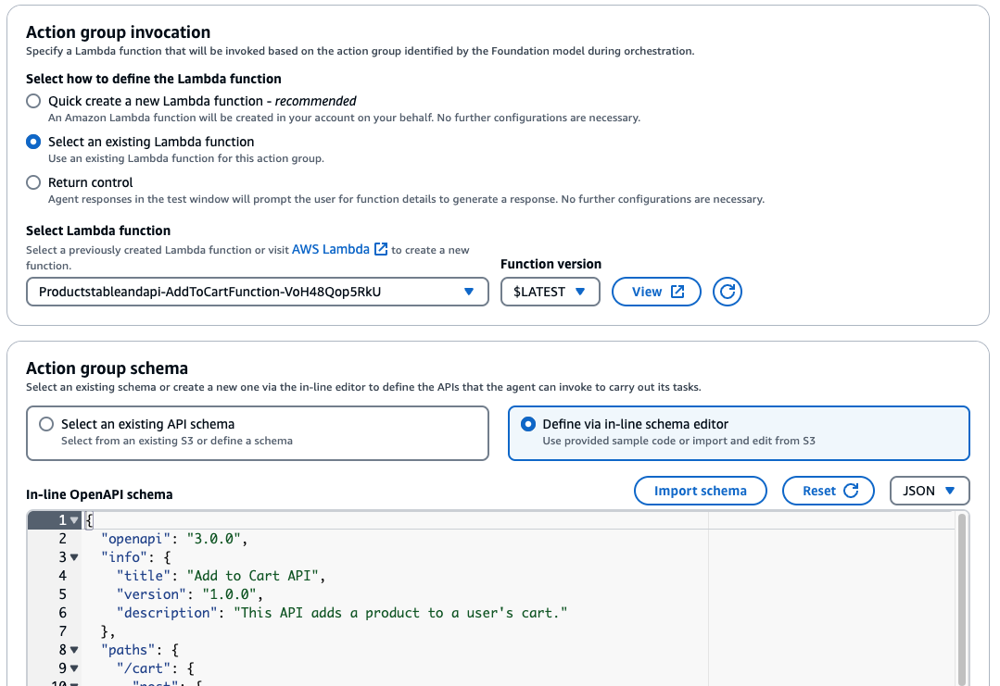 Action group invocation
Specify a Lambda function that will be invoked based on the action group identified by the Foundation model during orchestration.
Select how to define the Lambda function
Quick create a new Lambda function - recommended
An Amazon Lambda function will be created in your account on your behalf. No further configurations are necessary.
Select an existing Lambda function
Use an existing Lambda function for this action group.
Return control
Agent responses in the test window will prompt the user for function details to generate a response. No further configurations are necessary.
Select Lambda function
Select a previously created Lambda function or visit AWS Lambda to create a new
function.
Function version
Productstableandapi-AddToCartFunction-VoH48Qop5RkU
$LATEST
View
Action group schema
Select an existing schema or create a new one via the in-line editor to define the APIs that the agent can invoke to carry out its tasks.
Select an existing API schema
Select from an existing S3 or define a schema
Define via in-line schema editor
Use provided sample code or import and edit from S3
In-line OpenAPI schema
Import schema
Reset
JSON
1 {
2 "openapi": "3.0.0",
3 "info": {
4 "title": "Add to Cart API",
5 "version": "1.0.0",
6 "description": "This API adds a product to a user's cart."
7 },
8 "paths": {
9 "/cart": {
10 "post": {